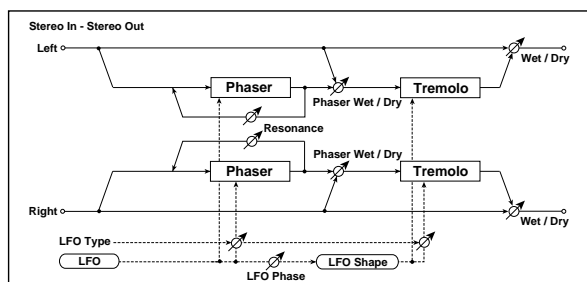 Stereo In - Stereo Out
Left
Wet / Dry
Phaser
Tremolo
Phaser Wet / Dry
Resonance
Phaser Wet / Dry
Phaser
Tremolo
Right
Wet / Dry
LFO Type
LFO
LFO Shape
LFO Phase